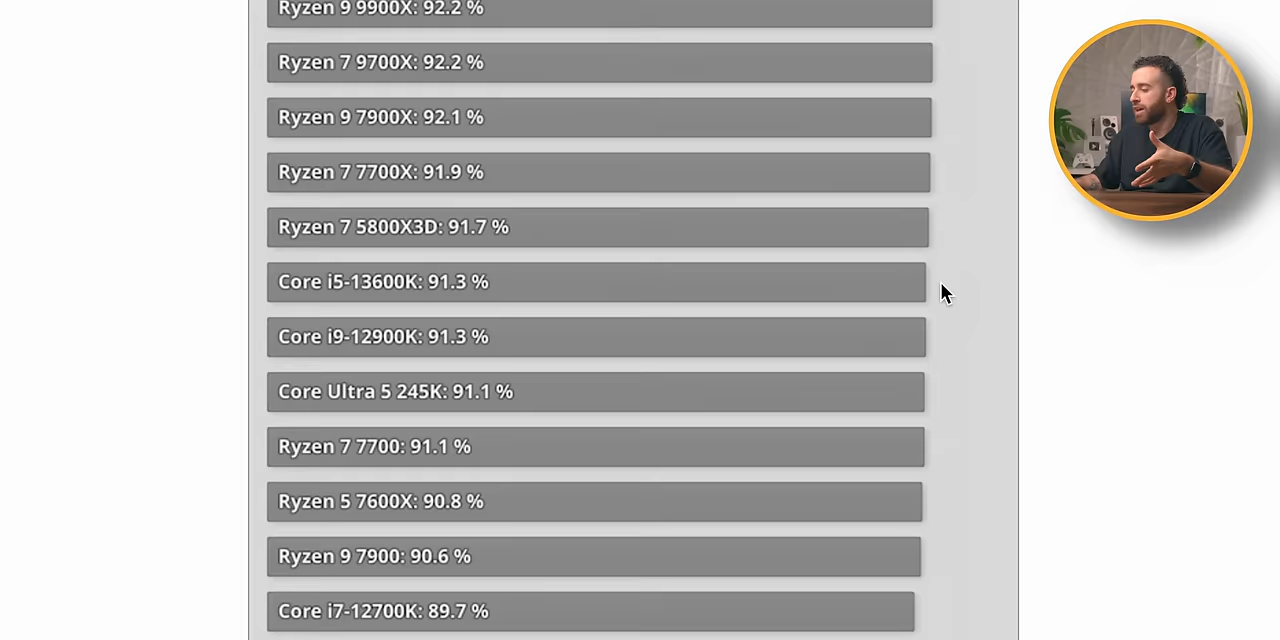 Ryzen 9 9900X: 92.2 %
Ryzen 7 9700X: 92.2 %
Ryzen 9 7900X: 92.1 %
Ryzen 7 7700X: 91.9 %
Ryzen 7 5800X3D: 91.7 %
Core i5-13600K: 91.3 %
Core i9-12900K: 91.3 %
Core Ultra 5 245K: 91.1 %
Ryzen 7 7700: 91.1 %
Ryzen 5 7600X: 90.8 %
Ryzen 9 7900: 90.6 %
Core i7-12700K: 89.7 %